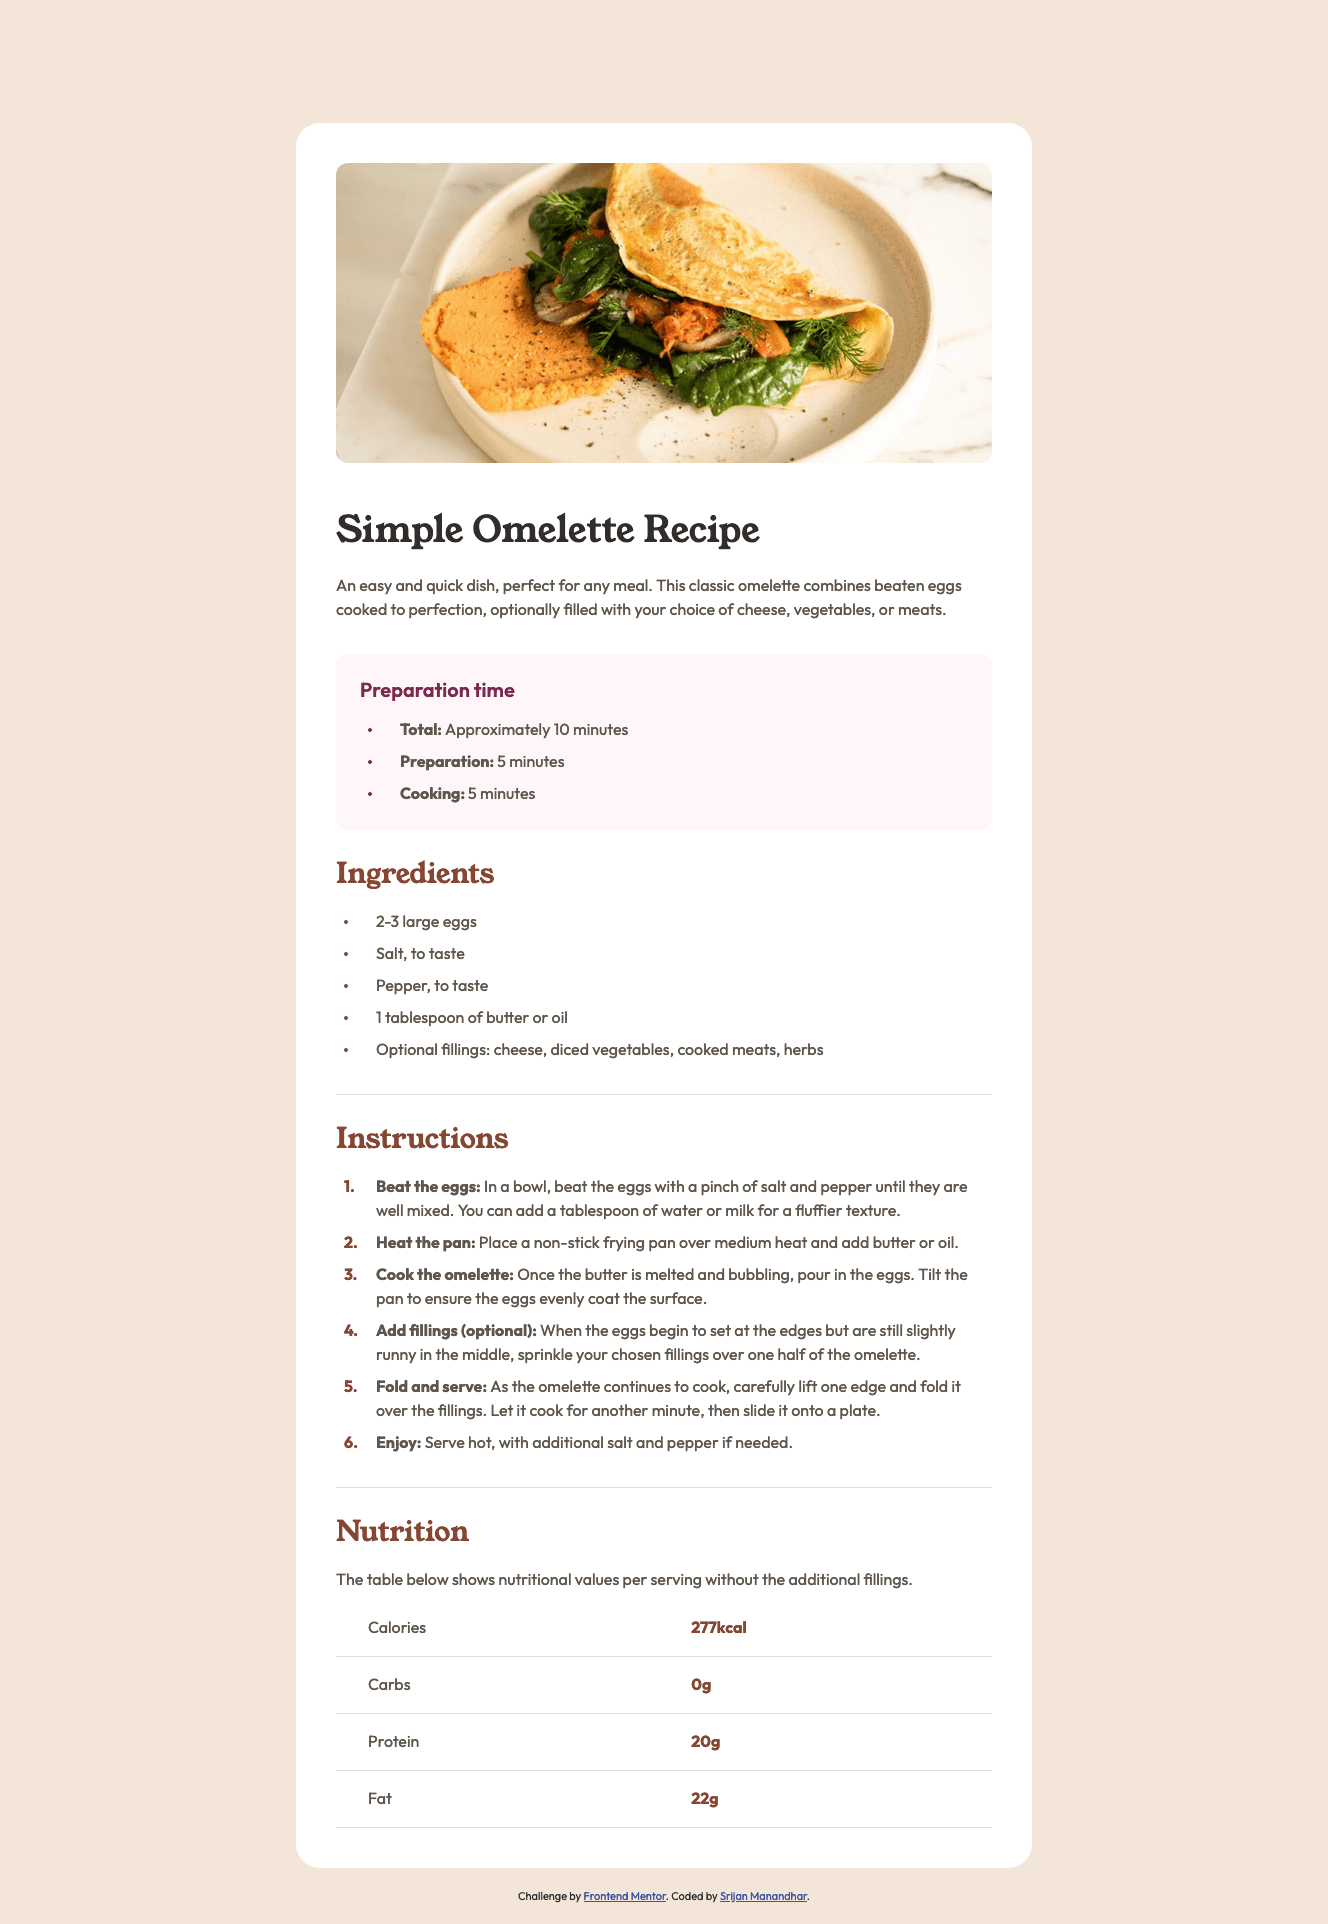 Simple Omelette Recipe
An easy and quick dish, perfect for any meal. This classic omelette combines beaten eggs
cooked to perfection, optionally filled with your choice of cheese, vegetables, or meats.
Preparation time
• Total: Approximately 10 minutes
• Preparation: 5 minutes
• Cooking: 5 minutes
Ingredients
• 2-3 large eggs
• Salt, to taste
• Pepper, to taste
• 1 tablespoon of butter or oil
• Optional fillings: cheese, diced vegetables, cooked meats, herbs
Instructions
1. Beat the eggs: In a bowl, beat the eggs with a pinch of salt and pepper until they are
well mixed. You can add a tablespoon of water or milk for a fluffier texture.
2. Heat the pan: Place a non-stick frying pan over medium heat and add butter or oil.
3. Cook the omelette: Once the butter is melted and bubbling, pour in the eggs. Tilt the
pan to ensure the eggs evenly coat the surface.
4. Add fillings (optional): When the eggs begin to set at the edges but are still slightly
runny in the middle, sprinkle your chosen fillings over one half of the omelette.
5. Fold and serve: As the omelette continues to cook, carefully lift one edge and fold it
over the fillings. Let it cook for another minute, then slide it onto a plate.
6. Enjoy: Serve hot, with additional salt and pepper if needed.
Nutrition
The table below shows nutritional values per serving without the additional fillings.
Calories 277kcal
Carbs 0g
Protein 20g
Fat 22g
Challenge by Frontend Mentor. Coded by Srijan Manandhar.